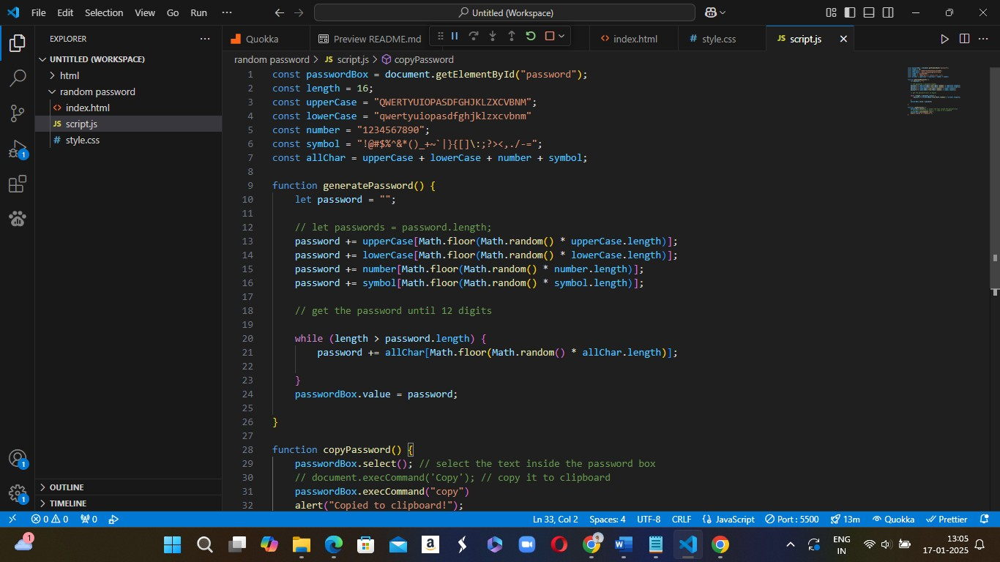 File Edit Selection View Go Run ··· Untitled (Workspace)
EXPLORER ···
Quokka Preview README.md index.html # style.css JS script.js
UNTITLED (WORKSPACE)
html
random password
<> index.html
JS script.js
# style.css
OUTLINE
TIMELINE
random password > JS script.js > copyPassword
1 const passwordBox = document.getElementById("password");
2 const length = 16;
3 const upperCase = "QWERTYUIOPASDFGHJKLZXCVBNM";
4 const lowerCase = "qwertyuiopasdfghjklzxcvbnm"
5 const number = "1234567890";
6 const symbol = "!@#$%^&*()_+~`|}{[]\:;?><,./-=";
7 const allChar = upperCase + lowerCase + number + symbol;
8
9 function generatePassword() {
10 let password = "";
11
12 // let passwords = password.length;
13 password += upperCase[Math.floor(Math.random() * upperCase.length)];
14 password += lowerCase[Math.floor(Math.random() * lowerCase.length)];
15 password += number[Math.floor(Math.random() * number.length)];
16 password += symbol[Math.floor(Math.random() * symbol.length)];
17
18 // get the password until 12 digits
19
20 while (length > password.length) {
21 password += allChar[Math.floor(Math.random() * allChar.length)];
22
23 }
24 passwordBox.value = password;
25
26 }
27
28 function copyPassword() {
29 passwordBox.select(); // select the text inside the password box
30 // document.execCommand('Copy'); // copy it to clipboard
31 passwordBox.execCommand("copy")
32 alert("Copied to clipboard!");
1
1
1
0 0 0 Ln 33, Col 2 Spaces: 4 UTF-8 CRLF {} JavaScript Port : 5500 13m Quokka Prettier
1
ENG
IN
13:05
17-01-2025